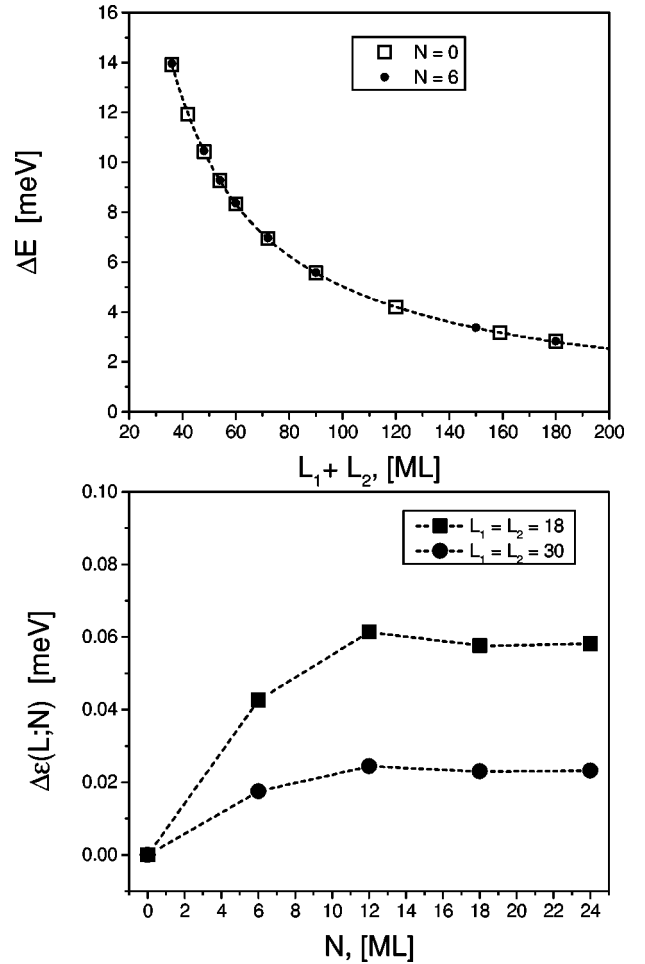 16
14
12
10
8
6
4
2
0
ΔE [meV]
N = 0
N = 6
20 40 60 80 100 120 140 160 180 200
L₁ + L₂, [ML]
0.10
0.08
0.06
0.04
0.02
0.00
Δε(L;N) [meV]
L₁ = L₂ = 18
L₁ = L₂ = 30
0 2 4 6 8 10 12 14 16 18 20 22 24
N, [ML]